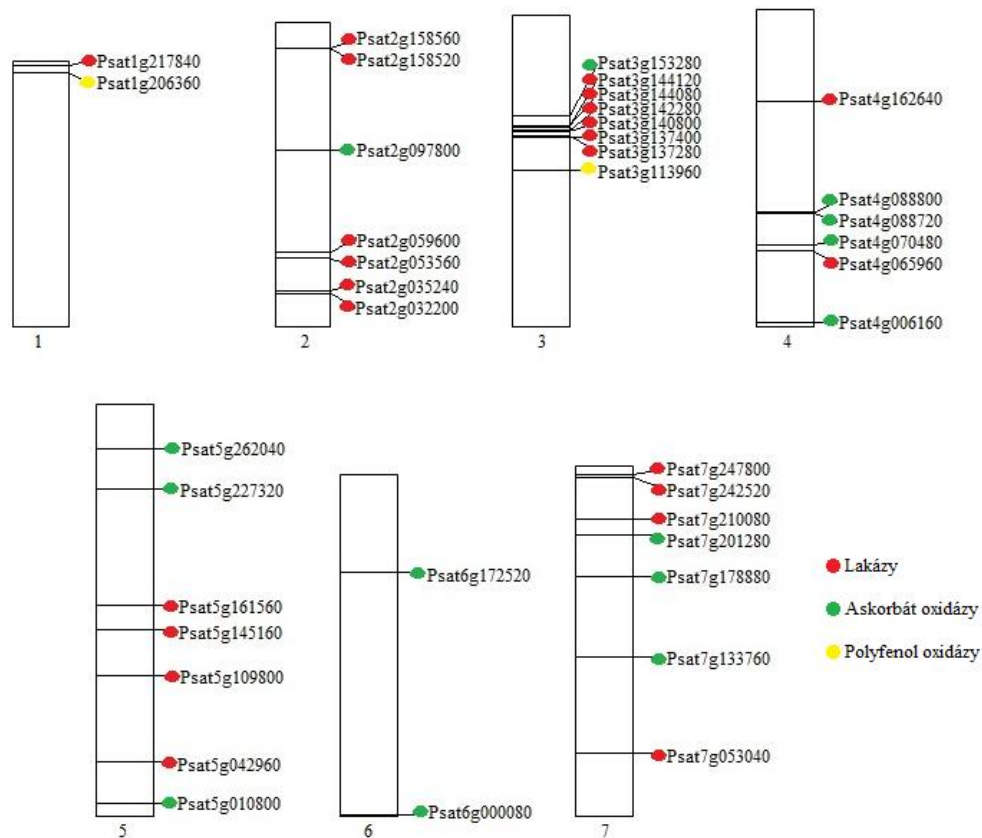 Psat1g217840
Psat1g206360
1
Psat2g158560
Psat2g158520
Psat2g097800
Psat2g059600
Psat2g053560
Psat2g035240
Psat2g032200
2
Psat3g153280
Psat3g144120
Psat3g144080
Psat3g142280
Psat3g140800
Psat3g137400
Psat3g137280
Psat3g113960
3
Psat4g162640
Psat4g088800
Psat4g088720
Psat4g070480
Psat4g065960
Psat4g006160
4
Psat5g262040
Psat5g227320
Psat5g161560
Psat5g145160
Psat5g109800
Psat5g042960
Psat5g010800
5
Psat6g172520
Psat6g000080
6
Psat7g247800
Psat7g242520
Psat7g210080
Psat7g201280
Psat7g178880
Psat7g133760
Psat7g053040
7
Lakázy
Askorbát oxidázy
Polyfenol oxidázy